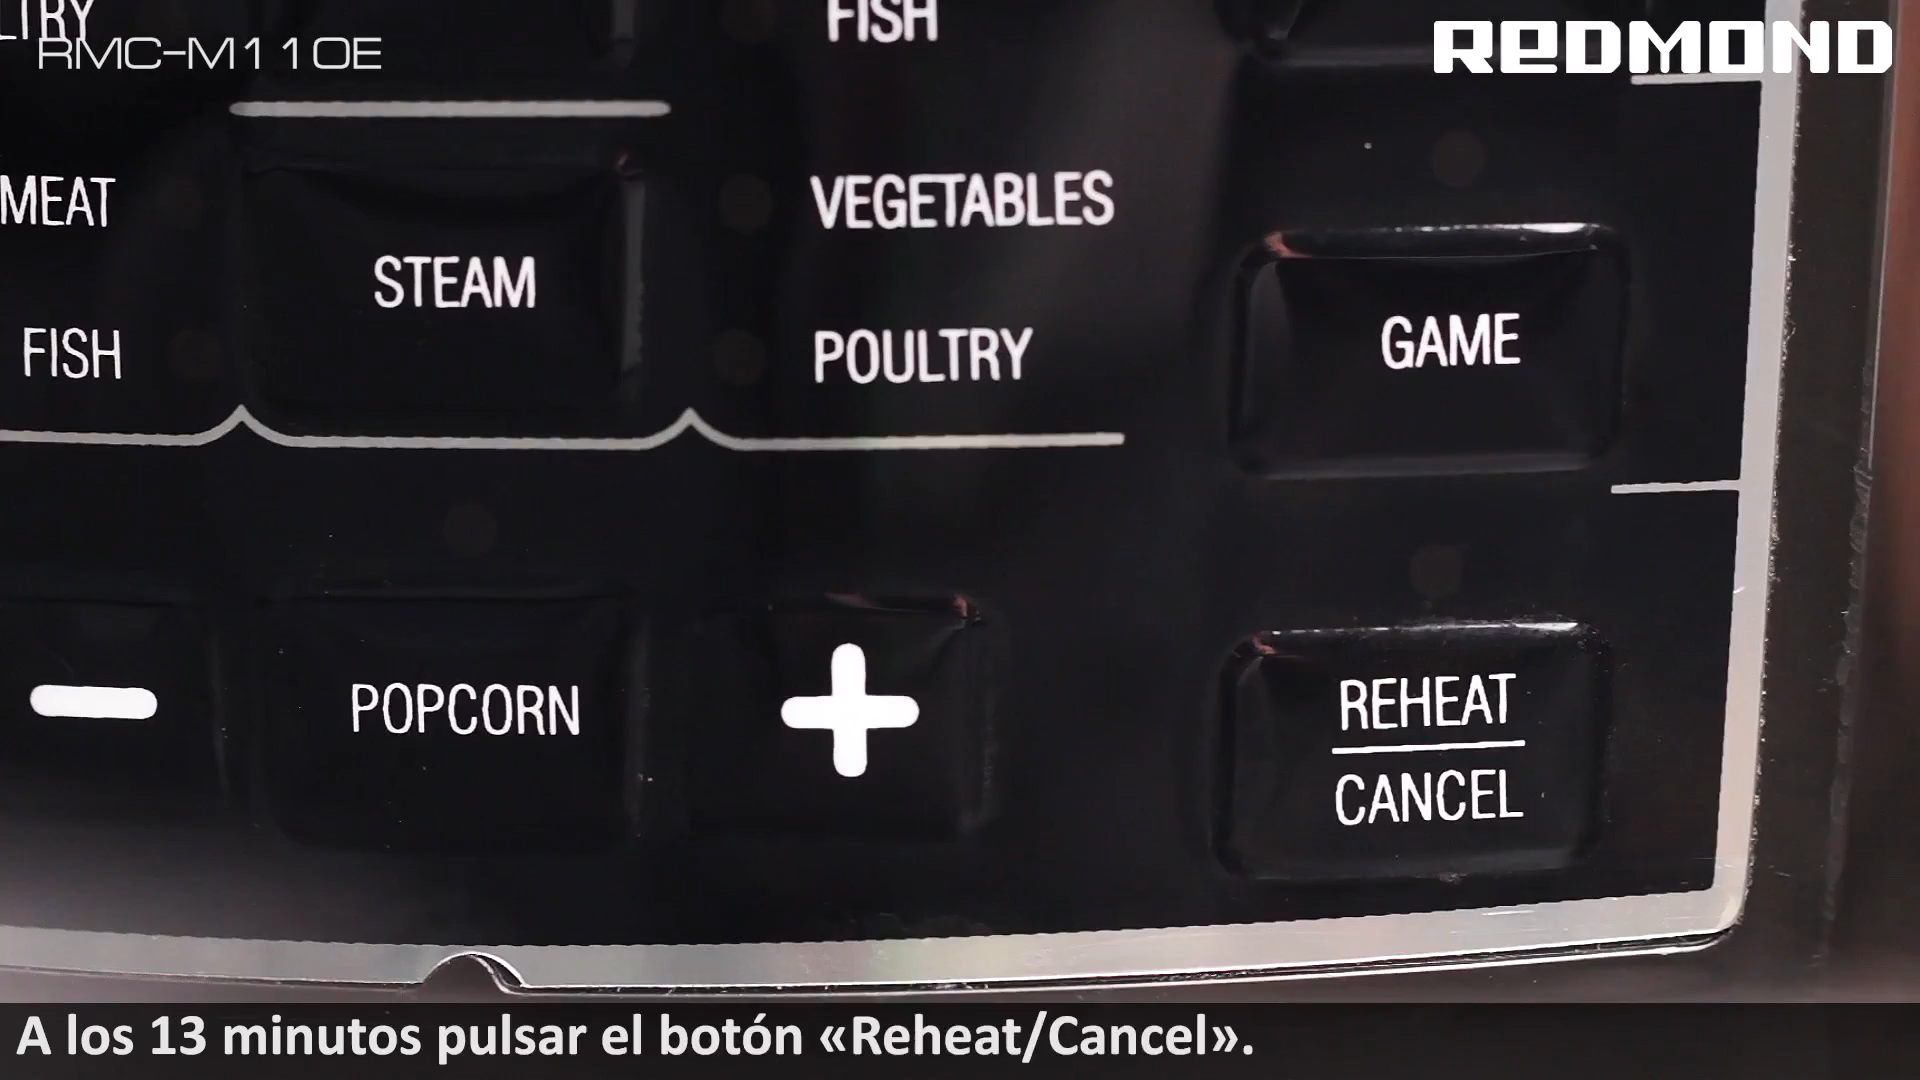 RMC-M110E
REDMOND
FISH
MEAT
VEGETABLES
STEAM
FISH
POULTRY
GAME
POPCORN
+
REHEAT
CANCEL
A los 13 minutos pulsar el botón «Reheat/Cancel».